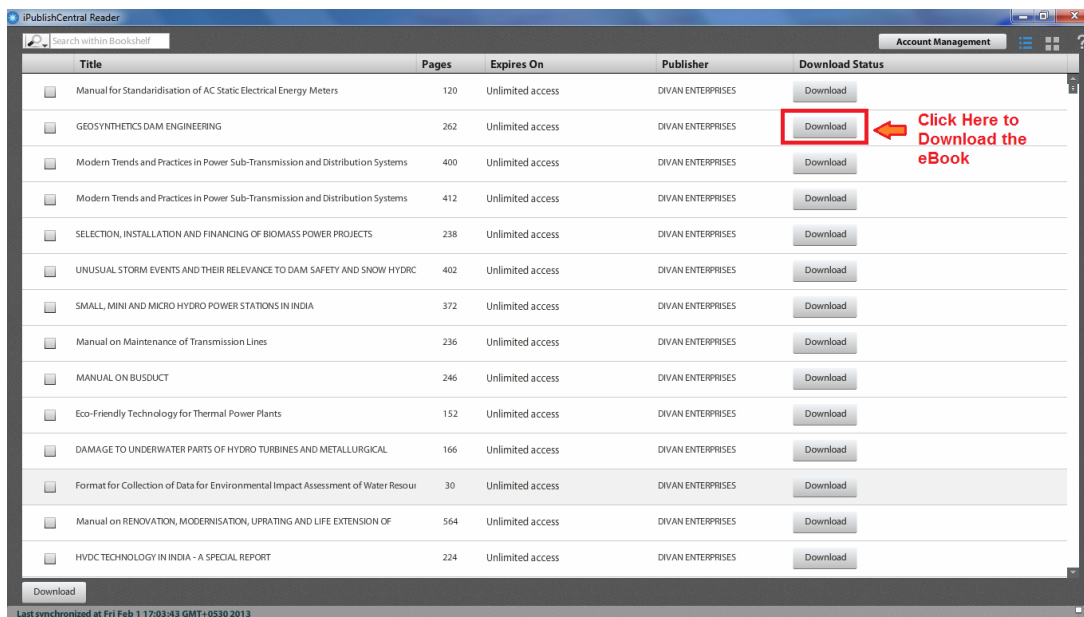 iPublishCentral Reader
Search within Bookshelf Account Management ?
Title Pages Expires On Publisher Download Status
Manual for Standaridisation of AC Static Electrical Energy Meters 120 Unlimited access DIVAN ENTERPRISES Download
GEOSYNTHETICS DAM ENGINEERING 262 Unlimited access DIVAN ENTERPRISES Download
Click Here to
Download the
eBook
Modern Trends and Practices in Power Sub-Transmission and Distribution Systems 400 Unlimited access DIVAN ENTERPRISES Download
Modern Trends and Practices in Power Sub-Transmission and Distribution Systems 412 Unlimited access DIVAN ENTERPRISES Download
SELECTION, INSTALLATION AND FINANCING OF BIOMASS POWER PROJECTS 238 Unlimited access DIVAN ENTERPRISES Download
UNUSUAL STORM EVENTS AND THEIR RELEVANCE TO DAM SAFETY AND SNOW HYDRC 402 Unlimited access DIVAN ENTERPRISES Download
SMALL, MINI AND MICRO HYDRO POWER STATIONS IN INDIA 372 Unlimited access DIVAN ENTERPRISES Download
Manual on Maintenance of Transmission Lines 236 Unlimited access DIVAN ENTERPRISES Download
MANUAL ON BUSDUCT 246 Unlimited access DIVAN ENTERPRISES Download
Eco-Friendly Technology for Thermal Power Plants 152 Unlimited access DIVAN ENTERPRISES Download
DAMAGE TO UNDERWATER PARTS OF HYDRO TURBINES AND METALLURGICAL 166 Unlimited access DIVAN ENTERPRISES Download
Format for Collection of Data for Environmental Impact Assessment of Water Resour 30 Unlimited access DIVAN ENTERPRISES Download
Manual on RENOVATION, MODERNISATION, UPRATING AND LIFE EXTENSION OF 564 Unlimited access DIVAN ENTERPRISES Download
HVDC TECHNOLOGY IN INDIA - A SPECIAL REPORT 224 Unlimited access DIVAN ENTERPRISES Download
Download
Last synchronized at Fri Feb 1 17:03:43 GMT+0530 2013